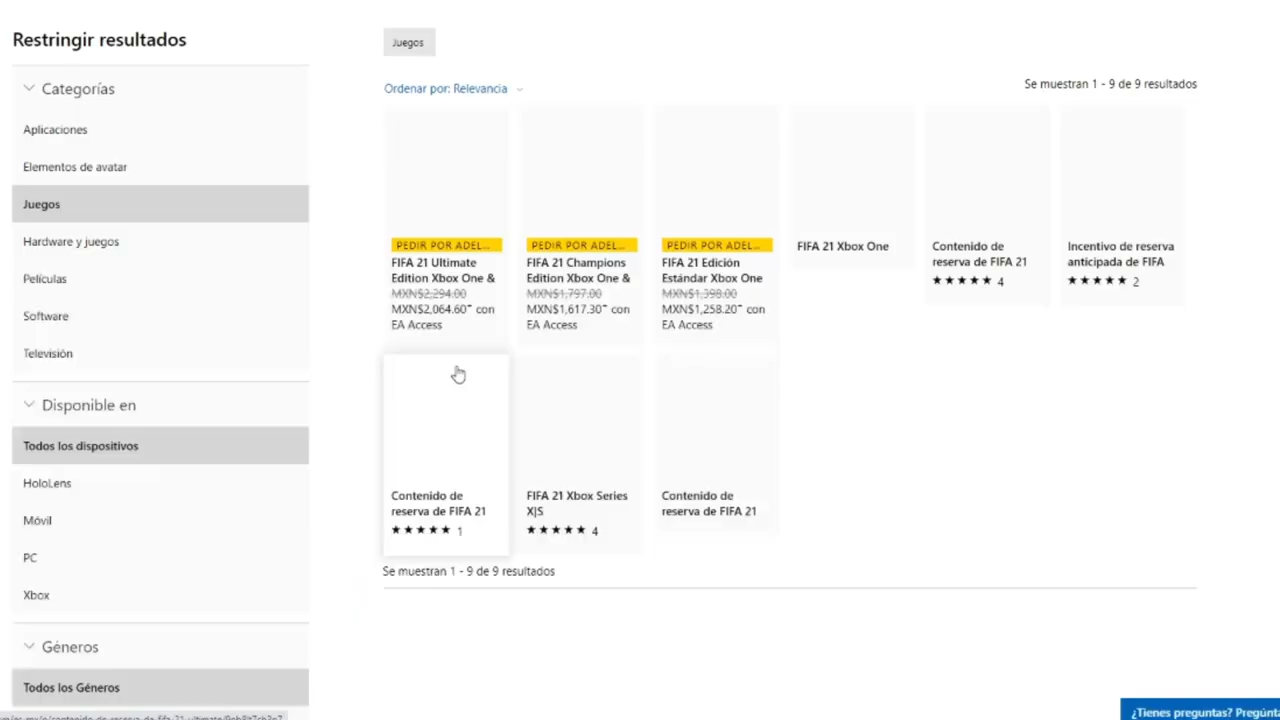 Restringir resultados
Categorías
Aplicaciones
Elementos de avatar
Juegos
Hardware y juegos
Películas
Software
Televisión
Disponible en
Todos los dispositivos
HoloLens
Móvil
PC
Xbox
Géneros
Todos los Géneros
Juegos
Ordenar por: Relevancia
Se muestran 1 - 9 de 9 resultados
PEDIR POR ADEL...
FIFA 21 Ultimate
Edition Xbox One &
MXN$2,294.00
MXN$2,064.60+ con
EA Access
PEDIR POR ADEL...
FIFA 21 Champions
Edition Xbox One &
MXN$1,797.00
MXN$1,617.30+ con
EA Access
PEDIR POR ADEL...
FIFA 21 Edición
Estándar Xbox One
MXN$1,398.00
MXN$1,258.20+ con
EA Access
FIFA 21 Xbox One
Contenido de
reserva de FIFA 21
★★★★★ 4
Incentivo de reserva
anticipada de FIFA
★★★★★ 2
Contenido de
reserva de FIFA 21
★★★★★ 1
FIFA 21 Xbox Series
X|S
★★★★★ 4
Contenido de
reserva de FIFA 21
Se muestran 1 - 9 de 9 resultados
¿Tienes preguntas? Pregúnta